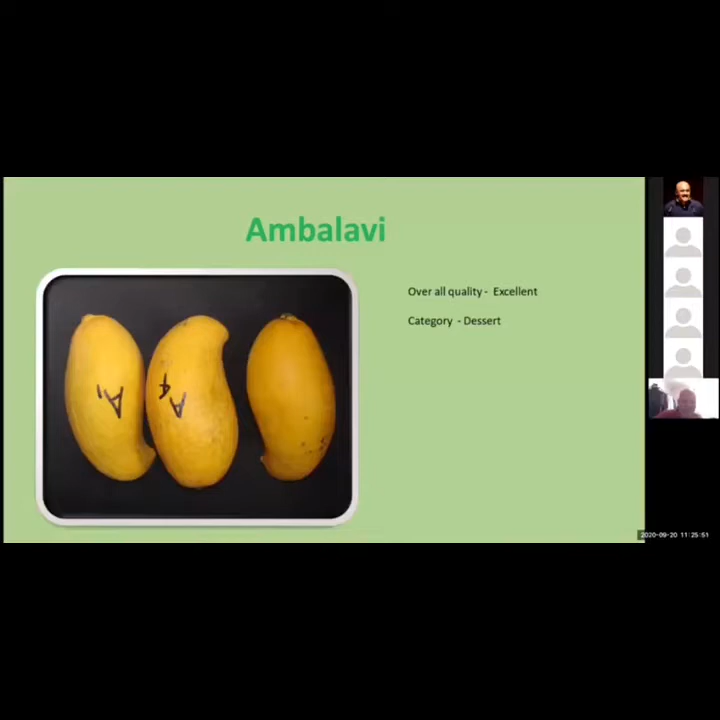 Ambalavi
Over all quality - Excellent
Category - Dessert
A1
A4
2020-09-20 11:25:51